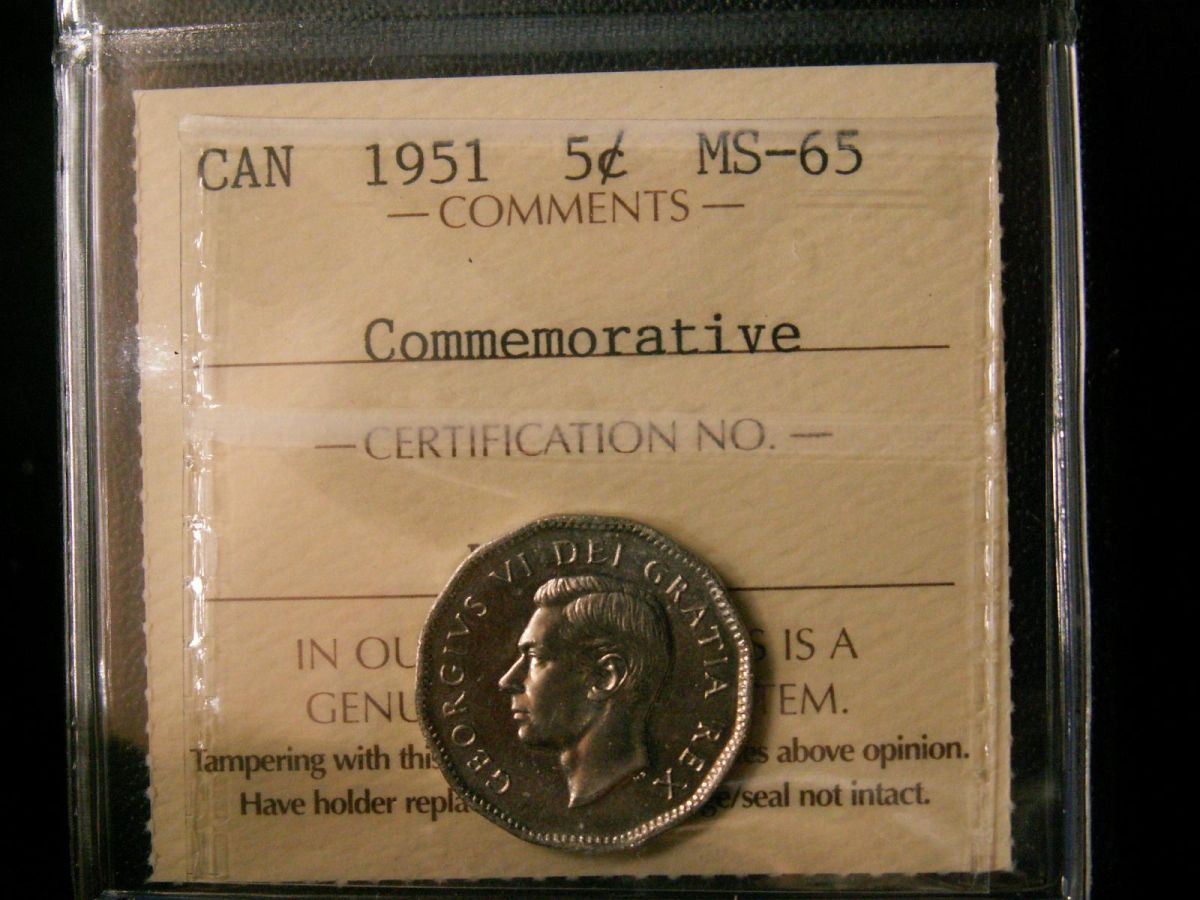 CAN 1951 5¢ MS-65
— COMMENTS —
Commemorative
— CERTIFICATION NO. —
GEORGIVS VI DEI GRATIA REX
IN OU S IS A
GENU TEM.
Tampering with this es above opinion.
Have holder repla ge/seal not intact.